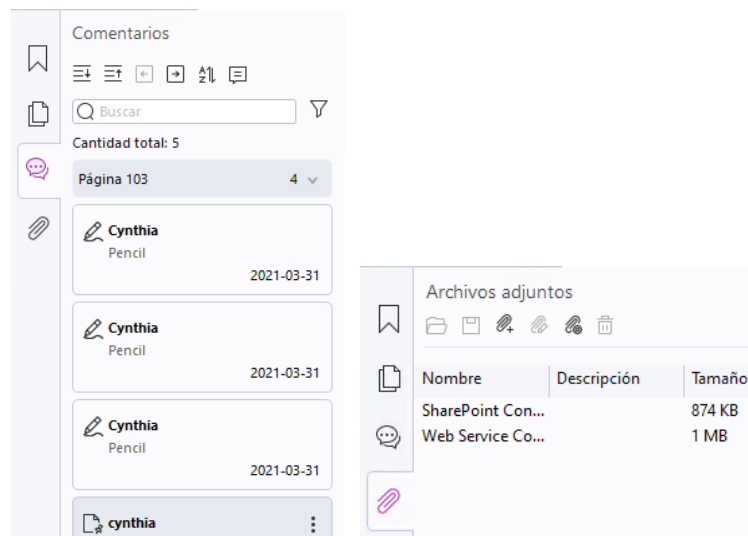 Comentarios
Buscar
Cantidad total: 5
Página 103 4
Cynthia
Pencil
2021-03-31
Cynthia
Pencil
2021-03-31
Cynthia
Pencil
2021-03-31
cynthia
Archivos adjuntos
Nombre Descripción Tamaño
SharePoint Con... 874 KB
Web Service Co... 1 MB